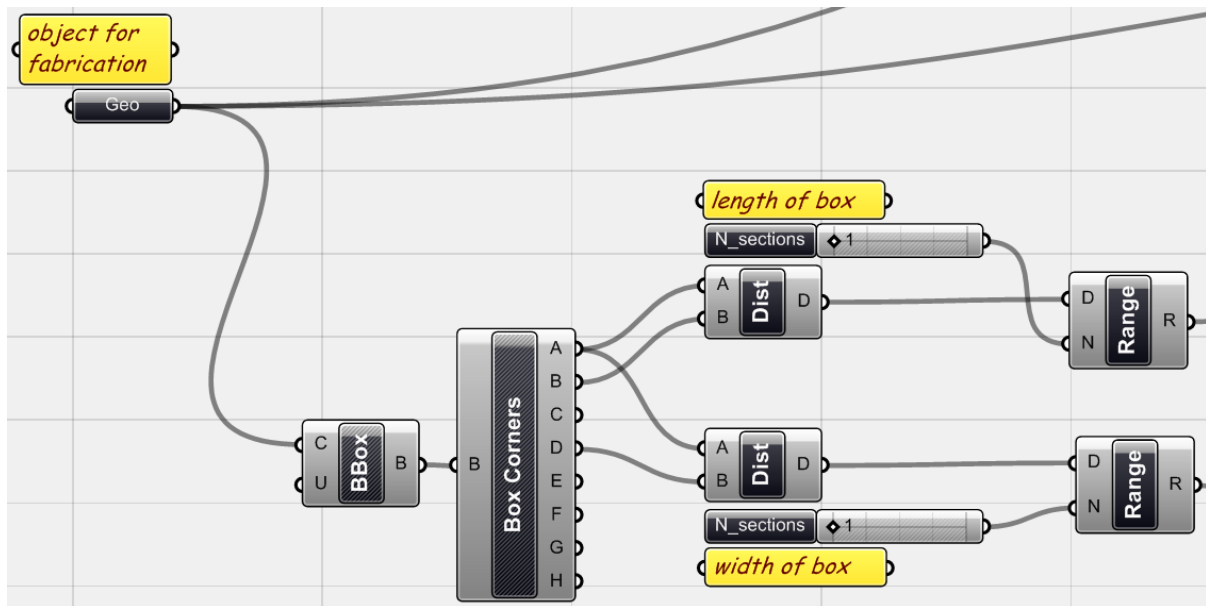 object for
fabrication
Geo
length of box
N_sections 1
A
B
Dist
D
D
N
Range
R
C
U
BBox
B
B
Box Corners
A
B
C
D
E
F
G
H
A
B
Dist
D
D
N
Range
R
N_sections 1
width of box